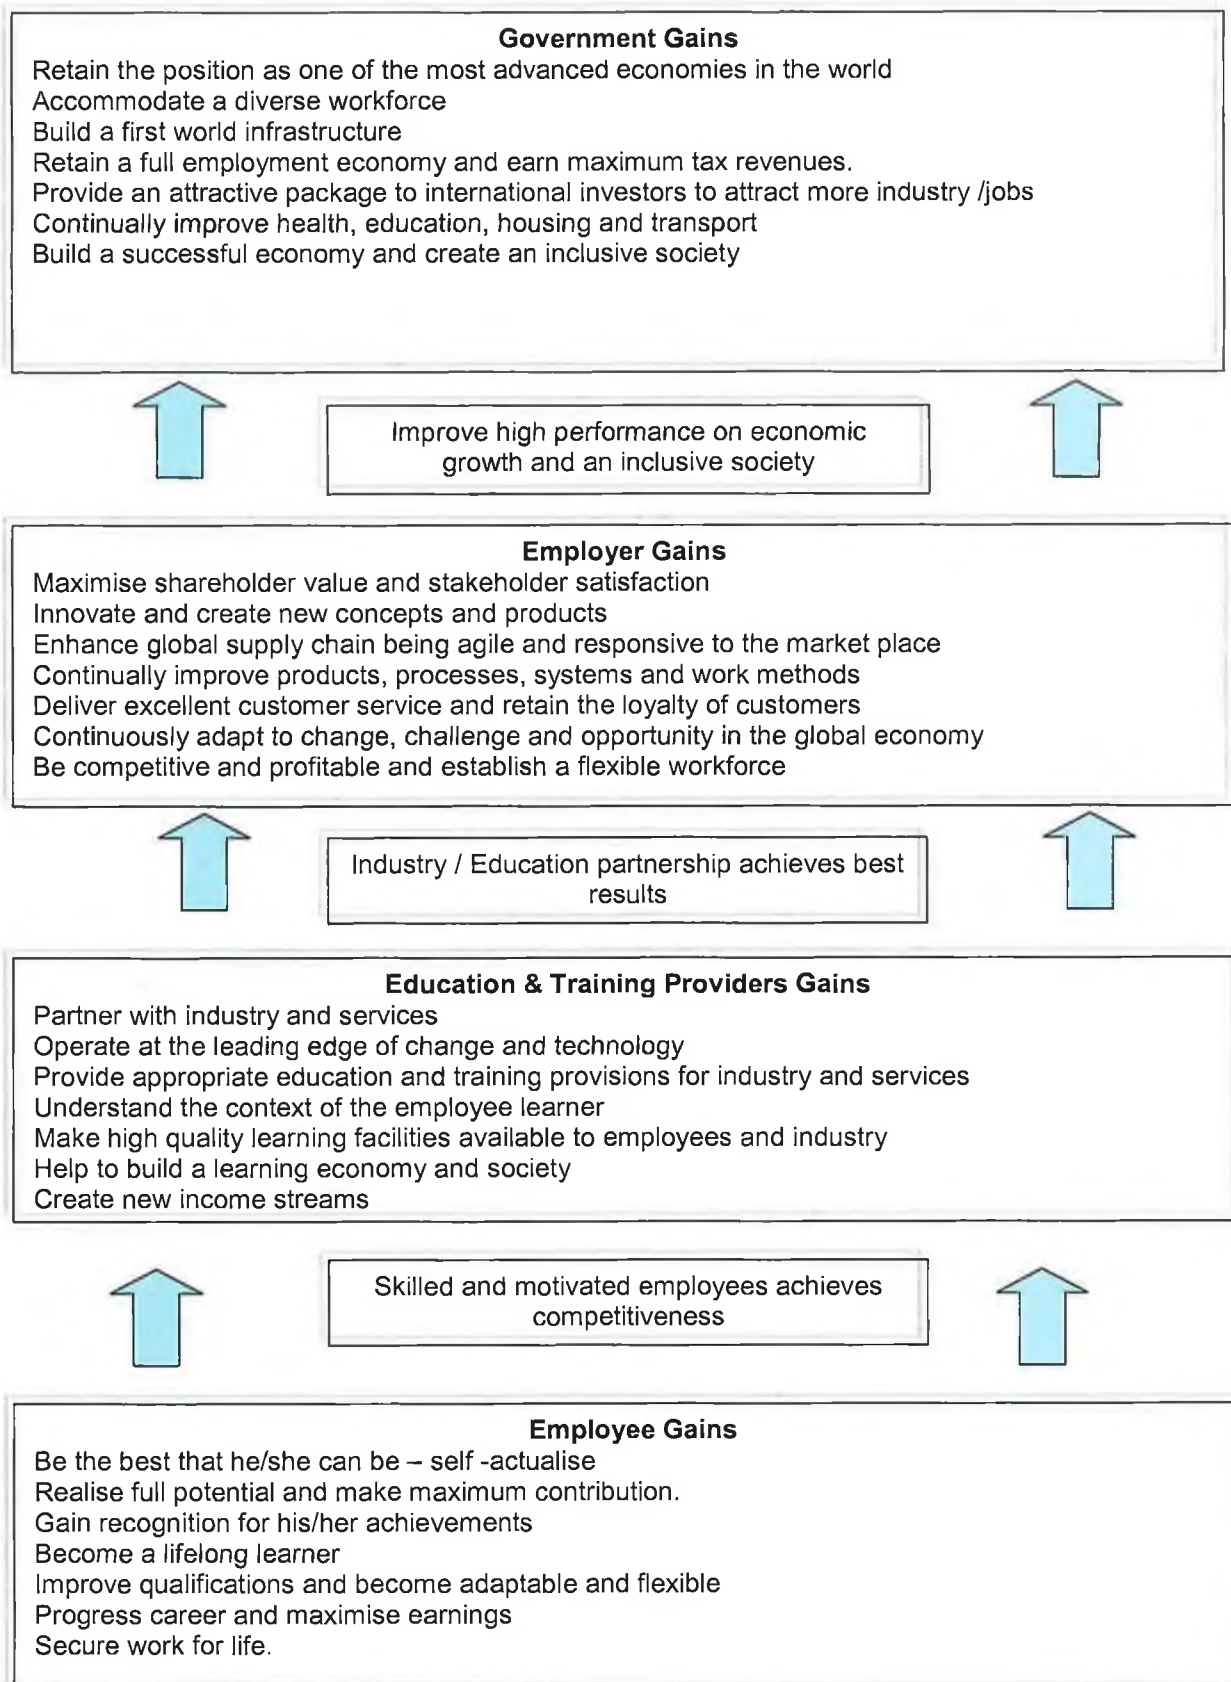 Government Gains
Retain the position as one of the most advanced economies in the world
Accommodate a diverse workforce
Build a first world infrastructure
Retain a full employment economy and earn maximum tax revenues.
Provide an attractive package to international investors to attract more industry /jobs
Continually improve health, education, housing and transport
Build a successful economy and create an inclusive society
Improve high performance on economic
growth and an inclusive society
Employer Gains
Maximise shareholder value and stakeholder satisfaction
Innovate and create new concepts and products
Enhance global supply chain being agile and responsive to the market place
Continually improve products, processes, systems and work methods
Deliver excellent customer service and retain the loyalty of customers
Continuously adapt to change, challenge and opportunity in the global economy
Be competitive and profitable and establish a flexible workforce
Industry / Education partnership achieves best
results
Education & Training Providers Gains
Partner with industry and services
Operate at the leading edge of change and technology
Provide appropriate education and training provisions for industry and services
Understand the context of the employee learner
Make high quality learning facilities available to employees and industry
Help to build a learning economy and society
Create new income streams
Skilled and motivated employees achieves
competitiveness
Employee Gains
Be the best that he/she can be – self -actualise
Realise full potential and make maximum contribution.
Gain recognition for his/her achievements
Become a lifelong learner
Improve qualifications and become adaptable and flexible
Progress career and maximise earnings
Secure work for life.